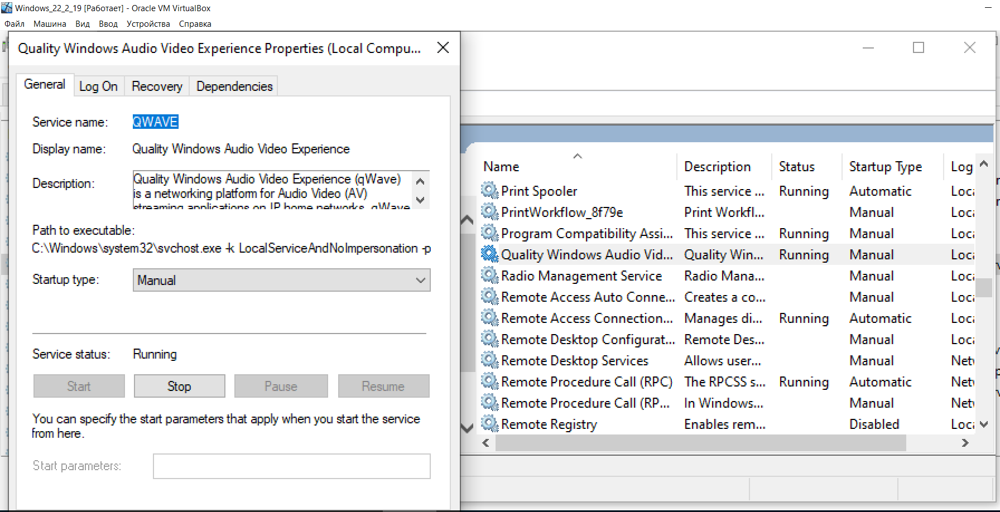 Windows_22_2_19 [Работает] - Oracle VM VirtualBox
Файл Машина Вид Ввод Устройства Справка
Quality Windows Audio Video Experience Properties (Local Compu...
General Log On Recovery Dependencies
Service name: QWAVE
Display name: Quality Windows Audio Video Experience
Description: Quality Windows Audio Video Experience (qWave)
is a networking platform for Audio Video (AV)
streaming applications on IP home networks. qWave
Path to executable:
C:\Windows\system32\svchost.exe -k LocalServiceAndNoImpersonation -p
Startup type: Manual
Service status: Running
Start Stop Pause Resume
You can specify the start parameters that apply when you start the service
from here.
Start parameters:
Name Description Status Startup Type Log
Print Spooler This service ... Running Automatic Loca
PrintWorkflow_8f79e Print Workfl... Manual Loca
Program Compatibility Assi... This service ... Running Manual Loca
Quality Windows Audio Vid... Quality Win... Running Manual Loca
Radio Management Service Radio Mana... Manual Loca
Remote Access Auto Conne... Creates a co... Manual Loca
Remote Access Connection... Manages di... Running Automatic Loca
Remote Desktop Configurat... Remote Des... Manual Loca
Remote Desktop Services Allows user... Manual Netw
Remote Procedure Call (RPC) The RPCSS s... Running Automatic Netw
Remote Procedure Call (RP... In Windows... Manual Netw
Remote Registry Enables rem... Disabled Loca